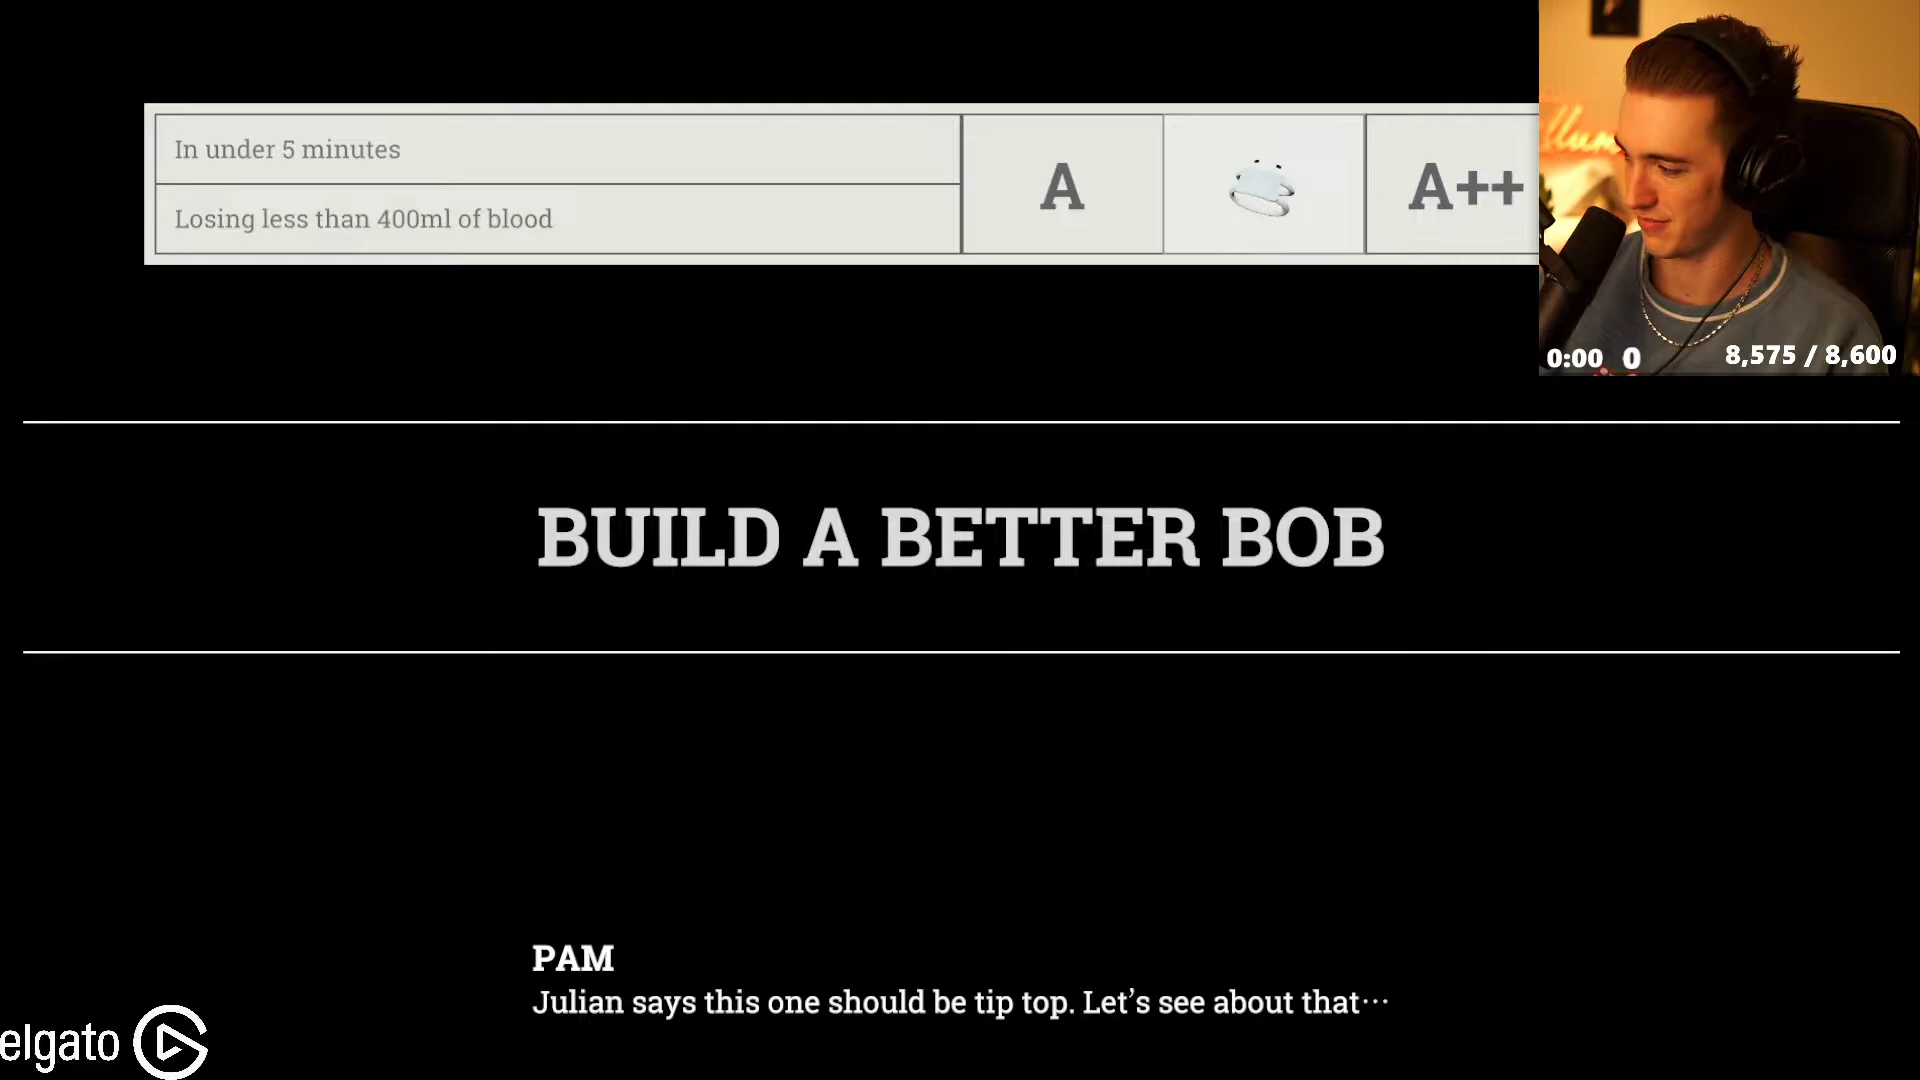 In under 5 minutes
Losing less than 400ml of blood
A
A++
0:00 0
8,575 / 8,600
BUILD A BETTER BOB
PAM
Julian says this one should be tip top. Let’s see about that…
elgato